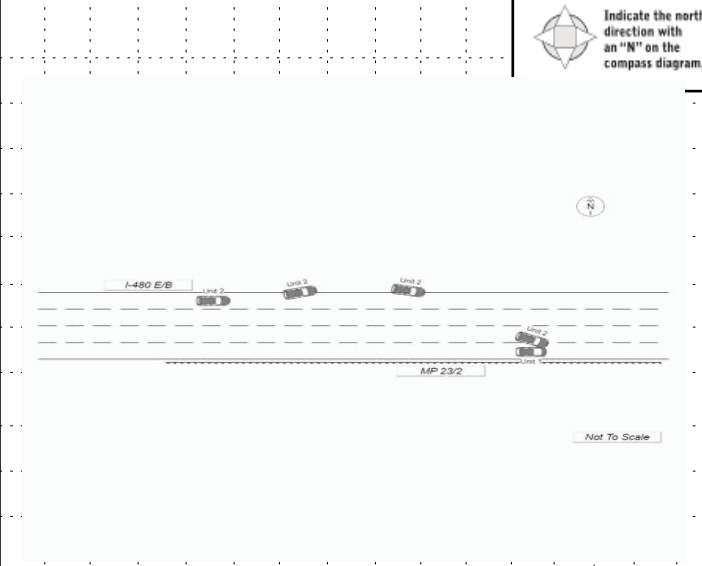 Indicate the north
direction with
an "N" on the
compass diagram.
N
I-480 E/B
Unit 2
Unit 2
Unit 2
Unit 2
Unit 1
MP 23/2
Not To Scale